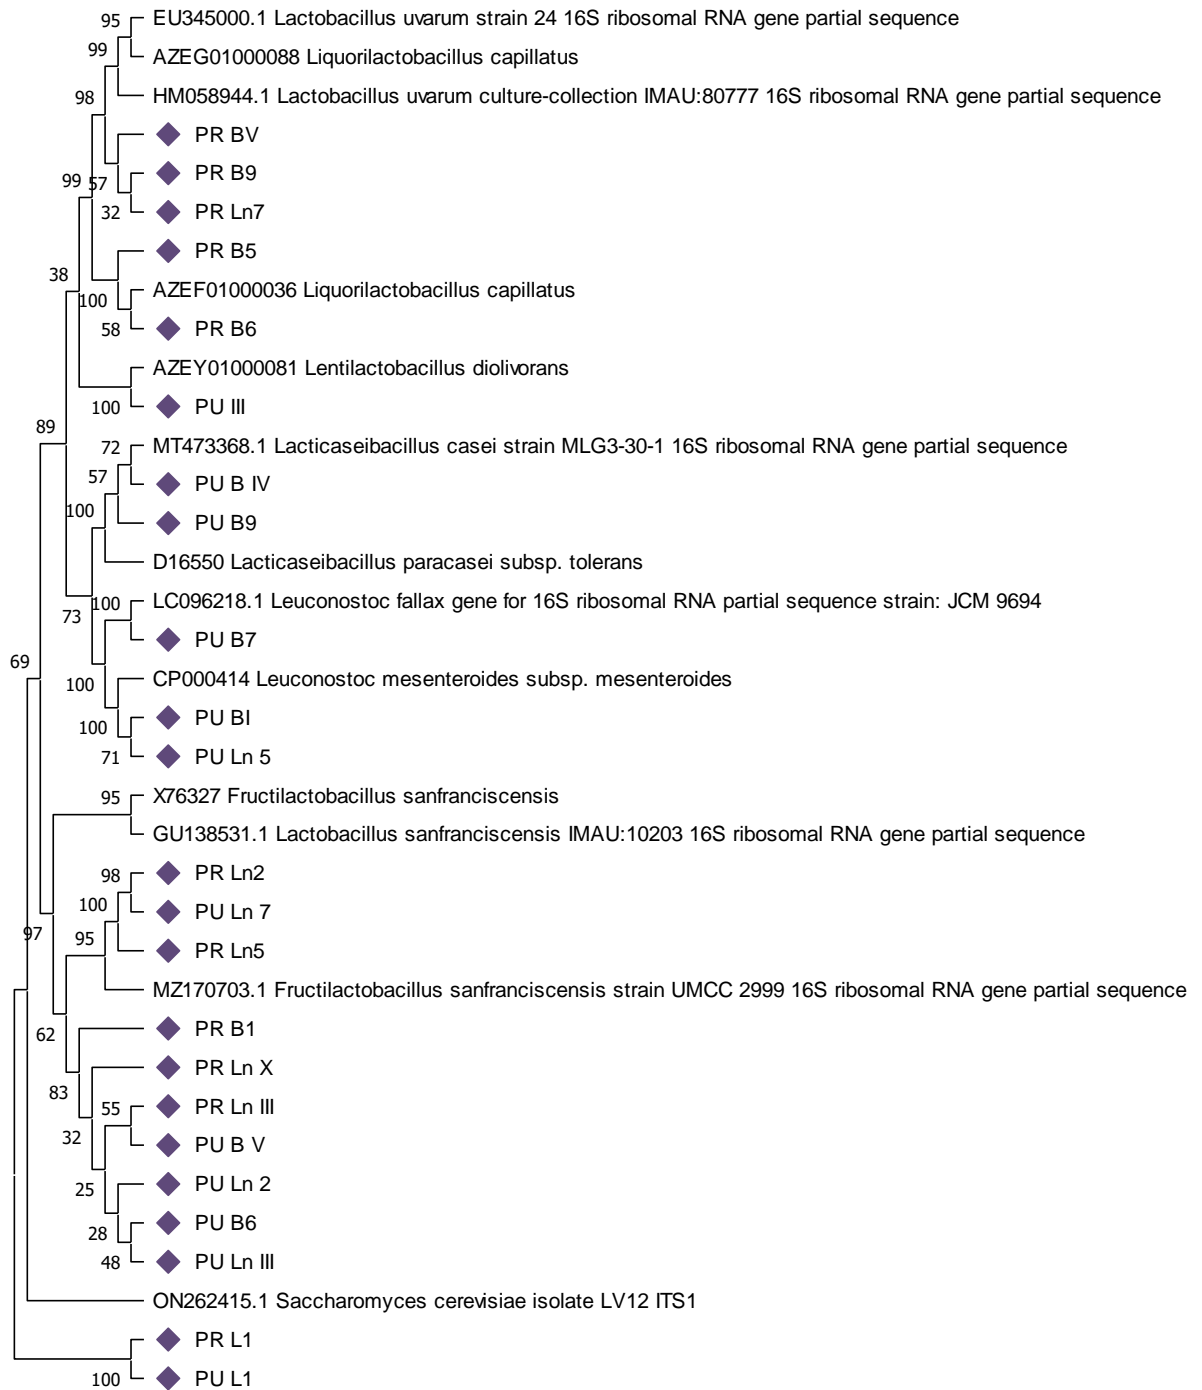 95
EU345000.1 Lactobacillus uvarum strain 24 16S ribosomal RNA gene partial sequence
99
AZEG01000088 Liquorilactobacillus capillatus
98
HM058944.1 Lactobacillus uvarum culture-collection IMAU:80777 16S ribosomal RNA gene partial sequence
PR BV
99
57
PR B9
32
PR Ln7
PR B5
38
100
AZEF01000036 Liquorilactobacillus capillatus
58
PR B6
AZEY01000081 Lentilactobacillus diolivorans
100
PU III
89
72
MT473368.1 Lacticaseibacillus casei strain MLG3-30-1 16S ribosomal RNA gene partial sequence
57
PU B IV
100
PU B9
D16550 Lacticaseibacillus paracasei subsp. tolerans
73
100
LC096218.1 Leuconostoc fallax gene for 16S ribosomal RNA partial sequence strain: JCM 9694
PU B7
69
100
CP000414 Leuconostoc mesenteroides subsp. mesenteroides
100
PU BI
71
PU Ln 5
95
X76327 Fructilactobacillus sanfranciscensis
GU138531.1 Lactobacillus sanfranciscensis IMAU:10203 16S ribosomal RNA gene partial sequence
98
PR Ln2
100
PU Ln 7
97
95
PR Ln5
MZ170703.1 Fructilactobacillus sanfranciscensis strain UMCC 2999 16S ribosomal RNA gene partial sequence
62
PR B1
PR Ln X
83
55
PR Ln III
32
PU B V
25
PU Ln 2
28
PU B6
48
PU Ln III
ON262415.1 Saccharomyces cerevisiae isolate LV12 ITS1
PR L1
100
PU L1